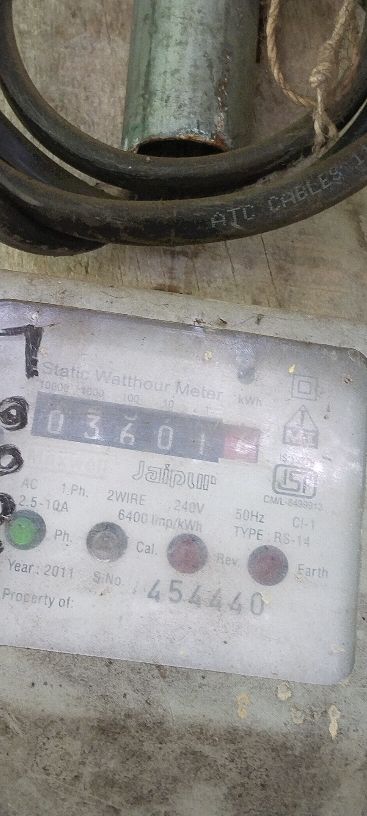 ATC CABLES
Static Watthour Meter
10000 1000 100 10 1 kWh
03601
Jaipur
ISI
AC 1.Ph. 2WIRE 240V 50Hz Cl-1
2.5-10A 6400 Imp/kWh TYPE : RS-14
Ph. Cal. Rev. Earth
Year : 2011 S.No. 454440
Property of: